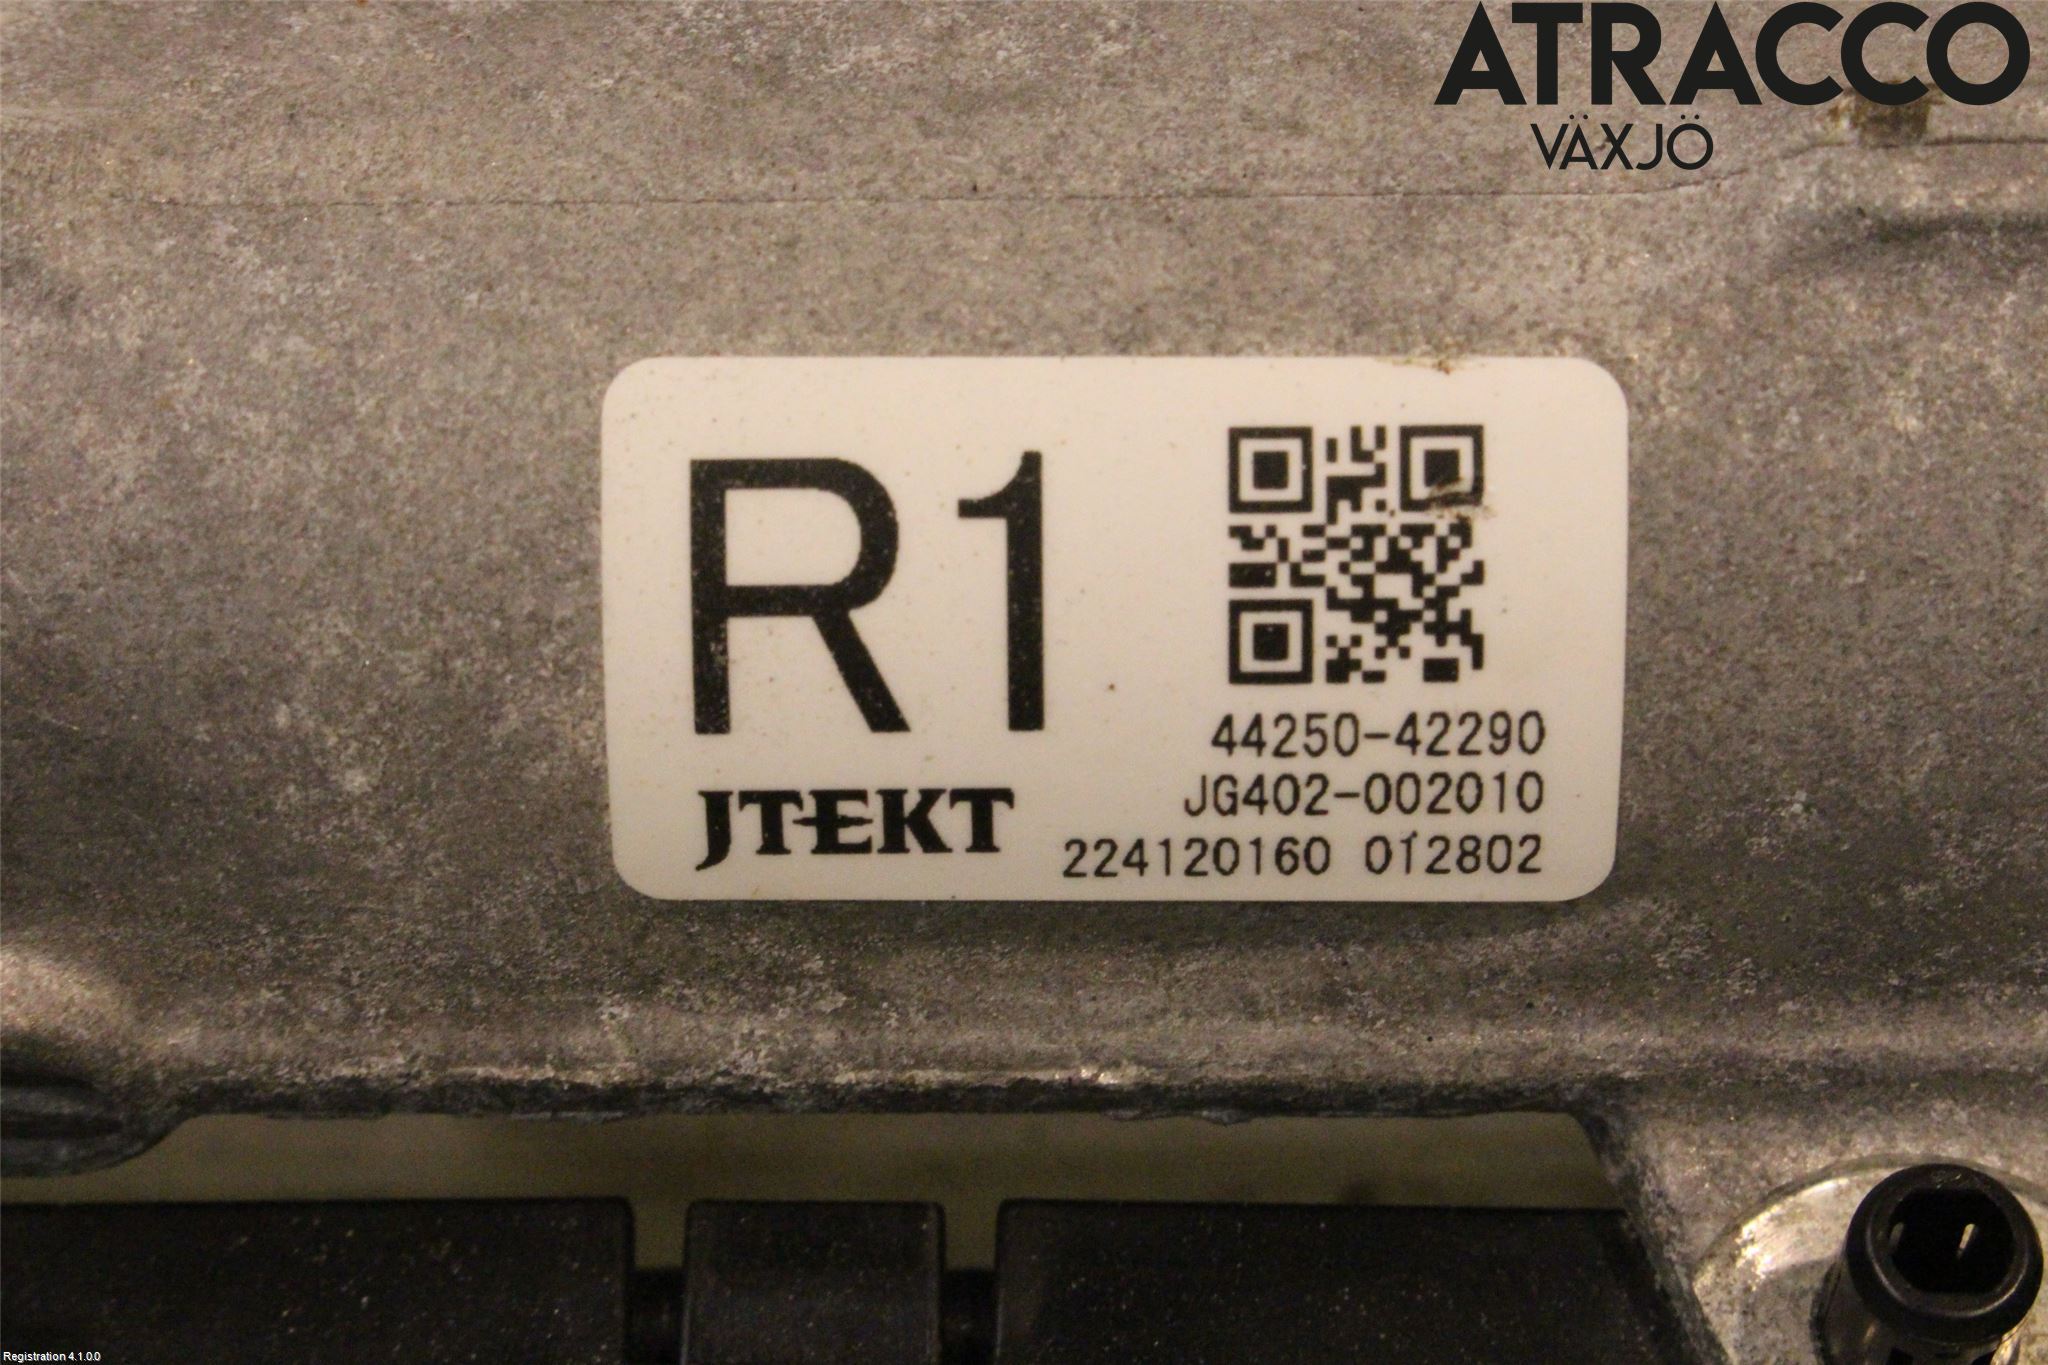 ATRACCO
VÄXJÖ
R1
44250-42290
JG402-002010
JTEKT
224120160 012802
Registration 4.1.0.0